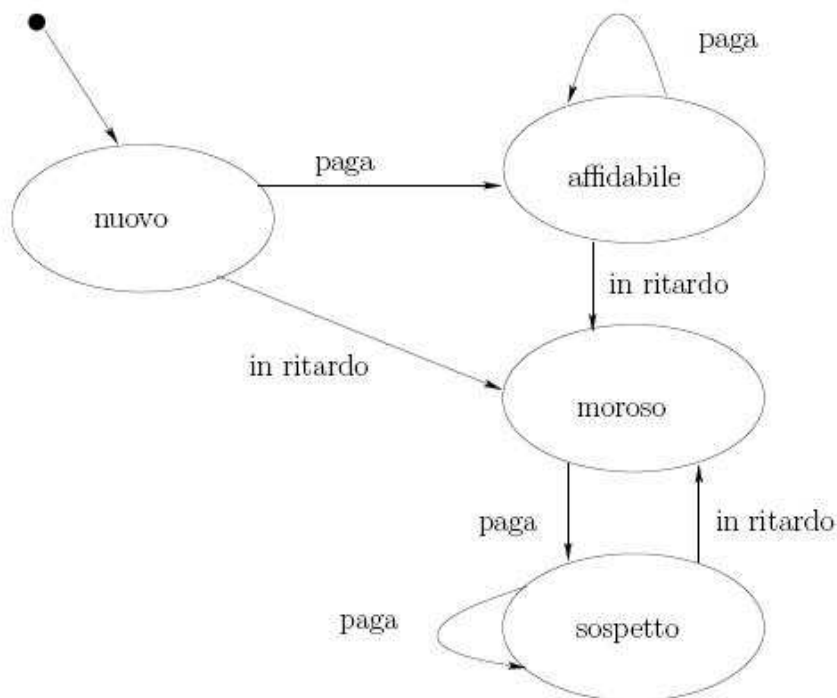 paga
paga
affidabile
nuovo
in ritardo
in ritardo
moroso
paga
in ritardo
paga
sospetto